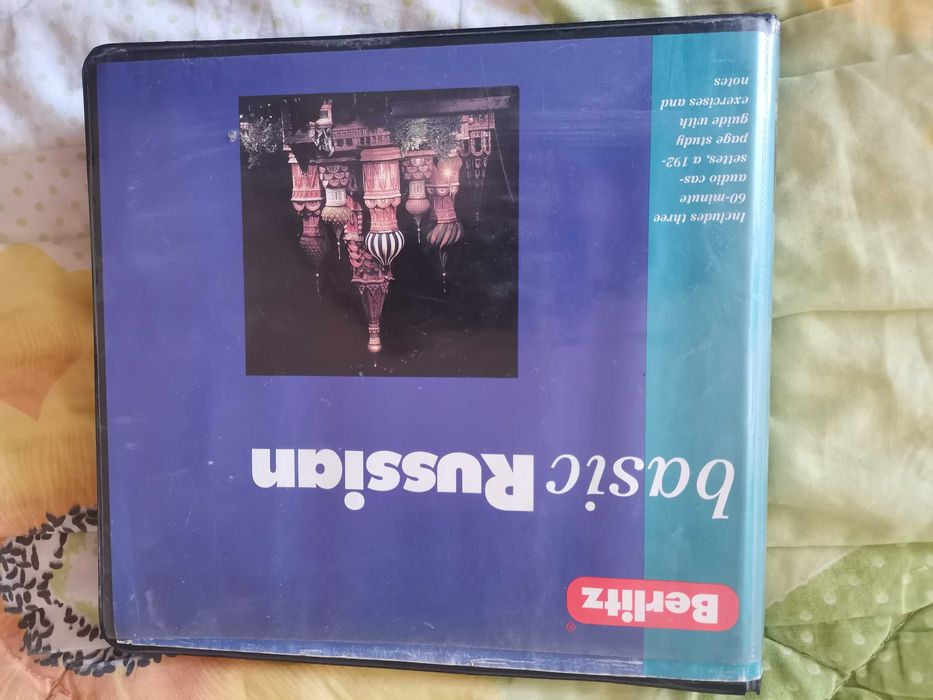 Berlitz®
basic Russian
Includes three
60-minute
audio cas-
settes, a 192-
page study
guide with
exercises and
notes